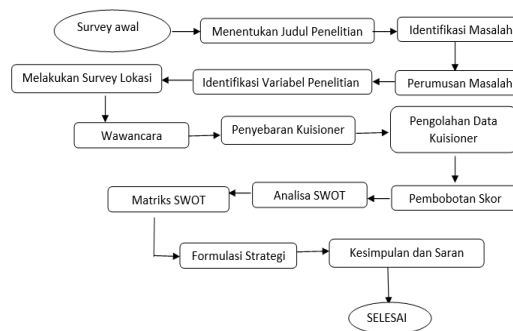 Survey awal
Menentukan Judul Penelitian
Identifikasi Masalah
Melakukan Survey Lokasi
Identifikasi Variabel Penelitian
Perumusan Masalah
Wawancara
Penyebaran Kuisioner
Pengolahan Data
Kuisioner
Matriks SWOT
Analisa SWOT
Pembobotan Skor
Formulasi Strategi
Kesimpulan dan Saran
SELESAI